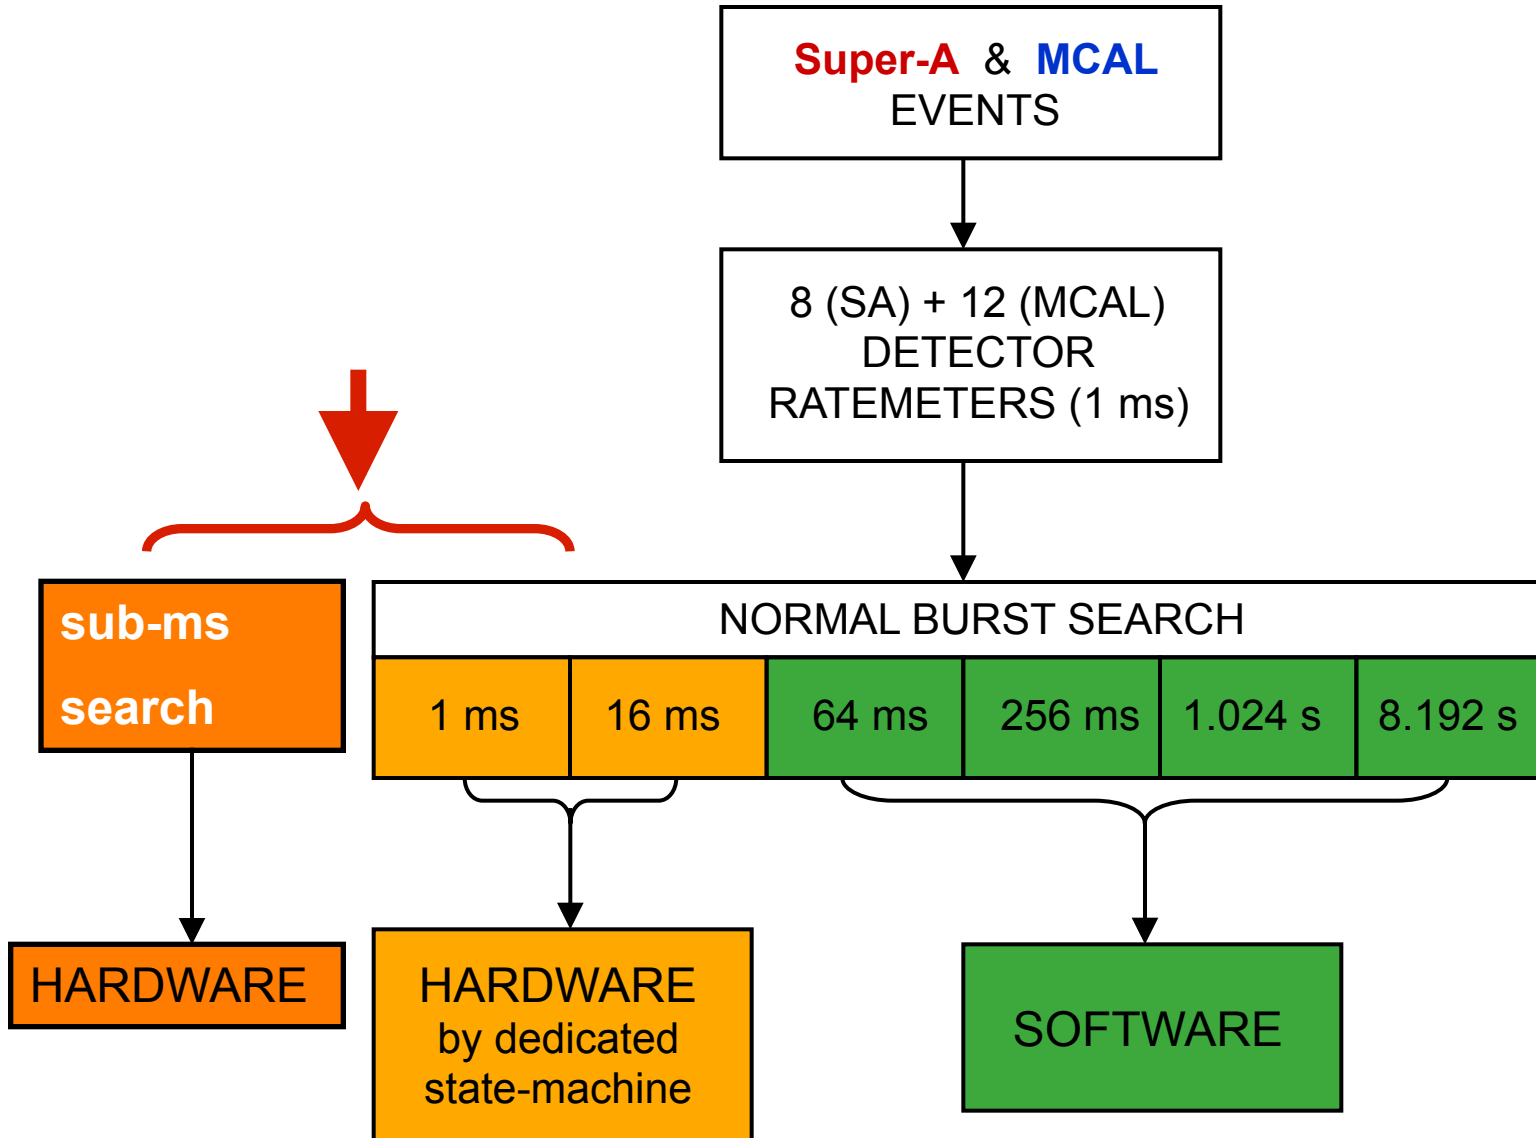 Super-A & MCAL
EVENTS
8 (SA) + 12 (MCAL)
DETECTOR
RATEMETERS (1 ms)
sub-ms
search
NORMAL BURST SEARCH
1 ms
16 ms
64 ms
256 ms
1.024 s
8.192 s
HARDWARE
HARDWARE
by dedicated
state-machine
SOFTWARE